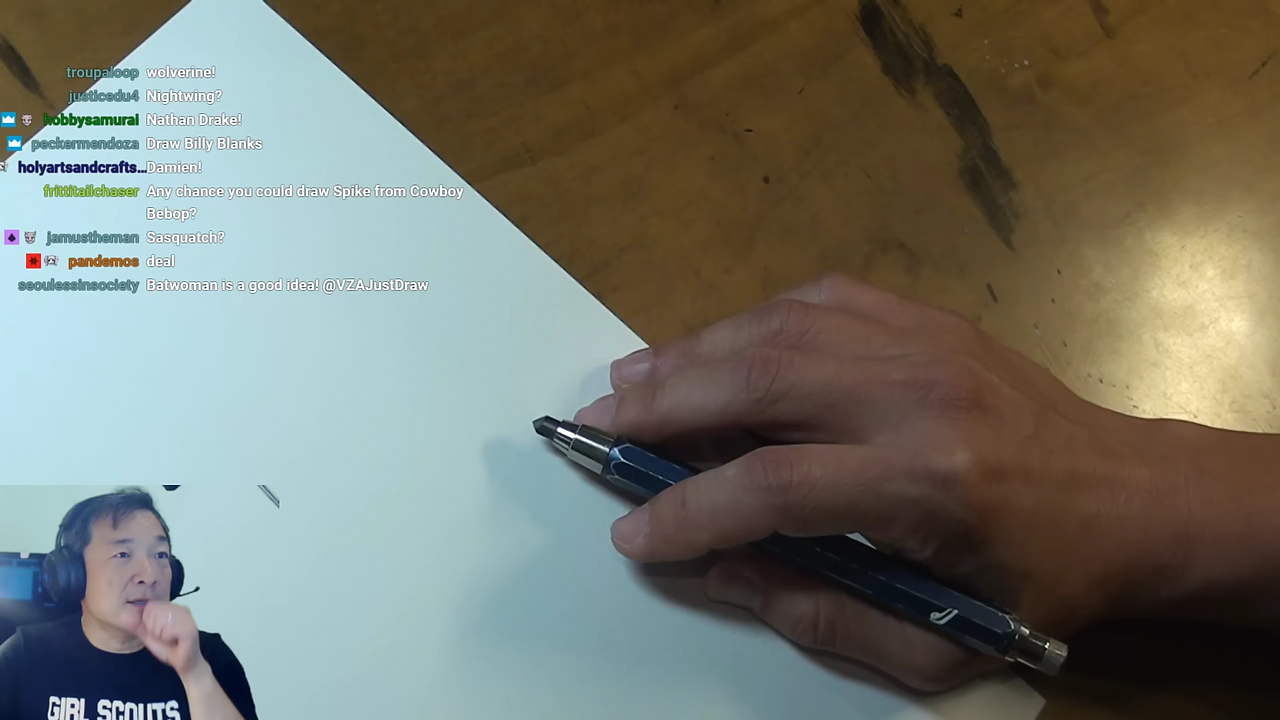 troupaloop wolverine!
justicedu4 Nightwing?
hobbysamurai Nathan Drake!
peckermendoza Draw Billy Blanks
holyartsandcrafts... Damien!
frittitailchaser Any chance you could draw Spike from Cowboy
Bebop?
jamustheman Sasquatch?
pandemos deal
seoulessinsociety Batwoman is a good idea! @VZAJustDraw
GIRL SCOUTS